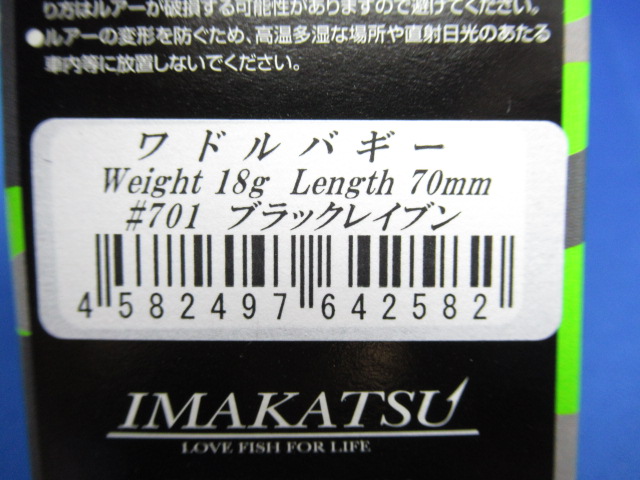 り方はルアーが破損する可能性がありますので避けてください。
●ルアーの変形を防ぐため、高温多湿な場所や直射日光のあたる
車内等に放置しないでください。
ワドルバギー
Weight 18g Length 70mm
#701 ブラックレイブン
4 582497 642582
IMAKATSU
LOVE FISH FOR LIFE